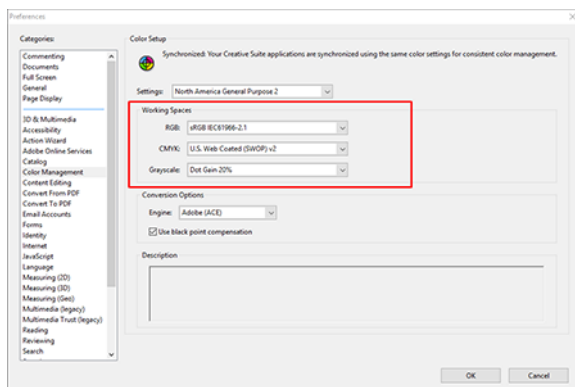 Preferences
Categories:
Commenting
Documents
Full Screen
General
Page Display
3D & Multimedia
Accessibility
Action Wizard
Adobe Online Services
Catalog
Color Management
Content Editing
Convert From PDF
Convert To PDF
Email Accounts
Forms
Identity
Internet
JavaScript
Language
Measuring (2D)
Measuring (3D)
Measuring (Geo)
Multimedia (legacy)
Multimedia Trust (legacy)
Reading
Reviewing
Search
Color Setup
Synchronized: Your Creative Suite applications are synchronized using the same color settings for consistent color management.
Settings: North America General Purpose 2
Working Spaces
RGB: sRGB IEC61966-2.1
CMYK: U.S. Web Coated (SWOP) v2
Grayscale: Dot Gain 20%
Conversion Options
Engine: Adobe (ACE)
Use black point compensation
Description
OK Cancel